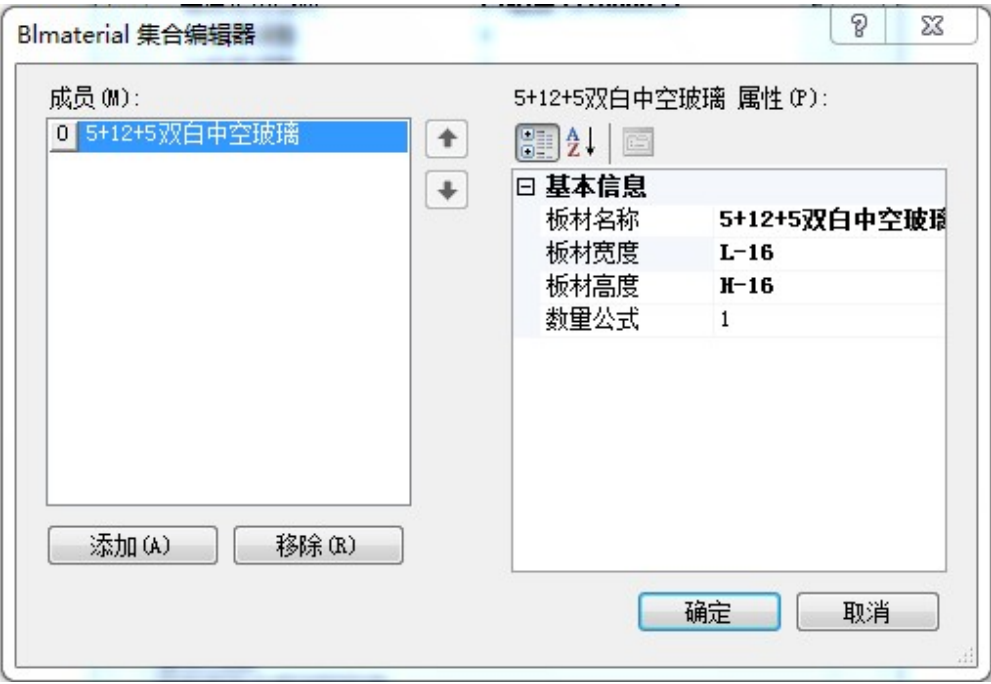 Blmaterial 集合编辑器
成员(M):
0 5+12+5双白中空玻璃
添加(A) 移除(R)
5+12+5双白中空玻璃 属性(P):
基本信息
板材名称 5+12+5双白中空玻璃
板材宽度 L-16
板材高度 H-16
数量公式 1
确定 取消